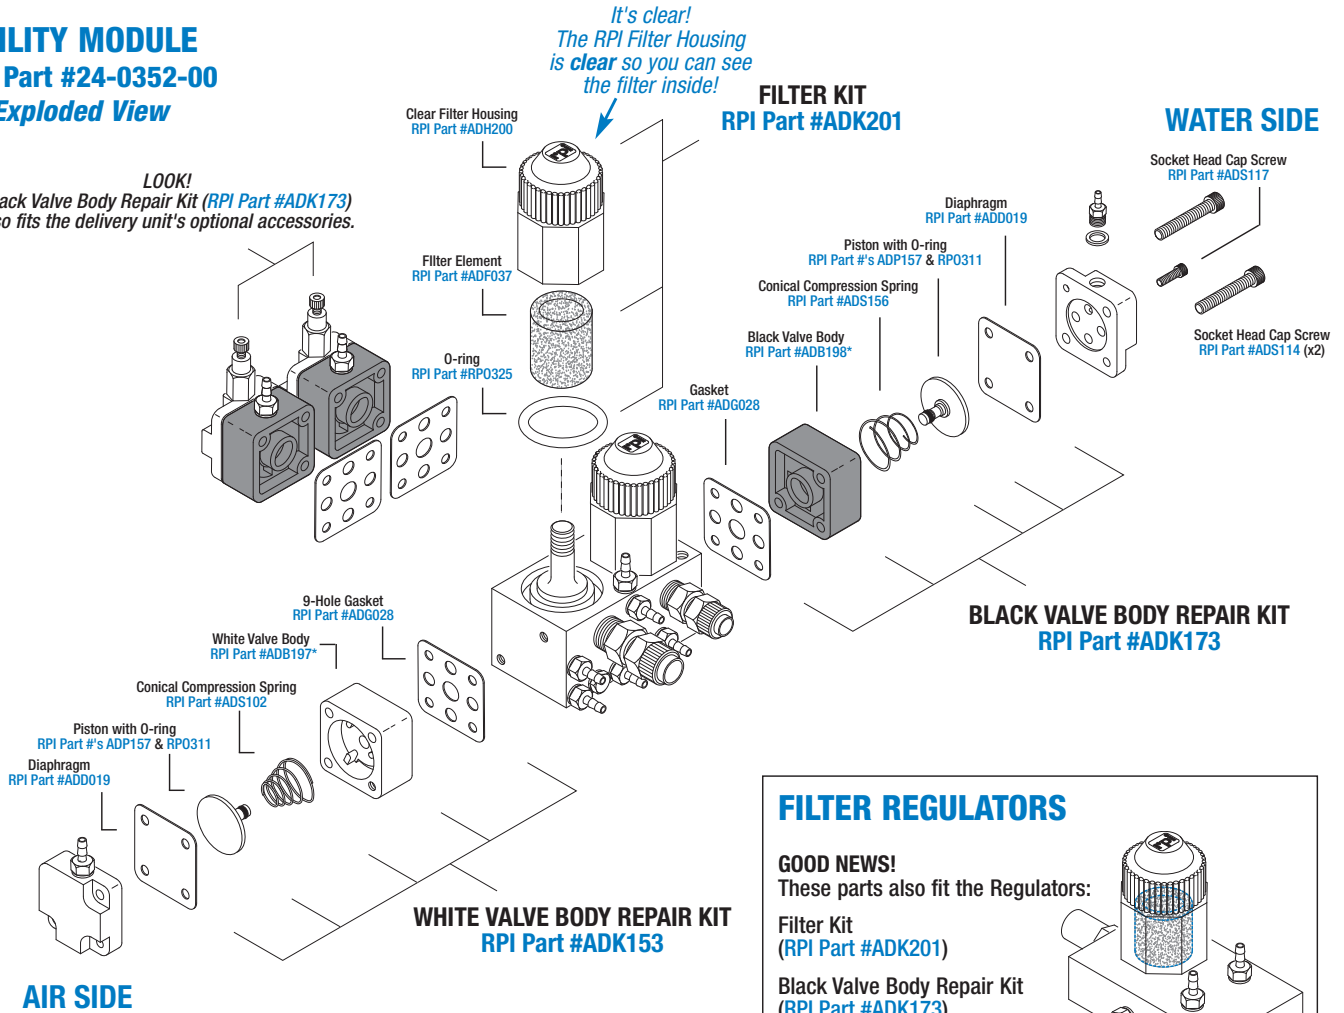 ILITY MODULE
Part #24-0352-00
Exploded View
It's clear!
The RPI Filter Housing
is clear so you can see
the filter inside!
FILTER KIT
RPI Part #ADK201
WATER SIDE
Clear Filter Housing
RPI Part #ADH200
LOOK!
ack Valve Body Repair Kit (RPI Part #ADK173)
so fits the delivery unit's optional accessories.
Socket Head Cap Screw
RPI Part #ADS117
Diaphragm
RPI Part #ADD019
Piston with O-ring
RPI Part #'s ADP157 & RPO311
Conical Compression Spring
RPI Part #ADS156
Filter Element
RPI Part #ADF037
Black Valve Body
RPI Part #ADB198*
Socket Head Cap Screw
RPI Part #ADS114 (x2)
O-ring
RPI Part #RPO325
Gasket
RPI Part #ADG028
rpi
rpi
9-Hole Gasket
RPI Part #ADG028
White Valve Body
RPI Part #ADB197*
Conical Compression Spring
RPI Part #ADS102
Piston with O-ring
RPI Part #'s ADP157 & RPO311
Diaphragm
RPI Part #ADD019
BLACK VALVE BODY REPAIR KIT
RPI Part #ADK173
WHITE VALVE BODY REPAIR KIT
RPI Part #ADK153
AIR SIDE
FILTER REGULATORS
GOOD NEWS!
These parts also fit the Regulators:
Filter Kit
(RPI Part #ADK201)
Black Valve Body Repair Kit
(RPI Part #ADK173)
rpi